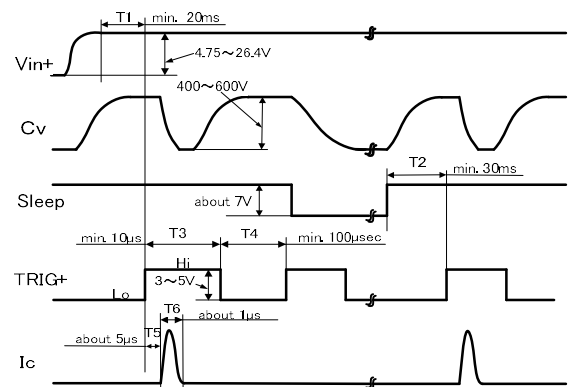 T1 min. 20ms
Vin+
4.75～26.4V
400～600V
Cv
T2 min. 30ms
Sleep
about 7V
min. 10μs T3 T4 min. 100μsec
Hi
TRIG+
3～5V
Lo
T6
about 5μs T5 about 1μs
Ic